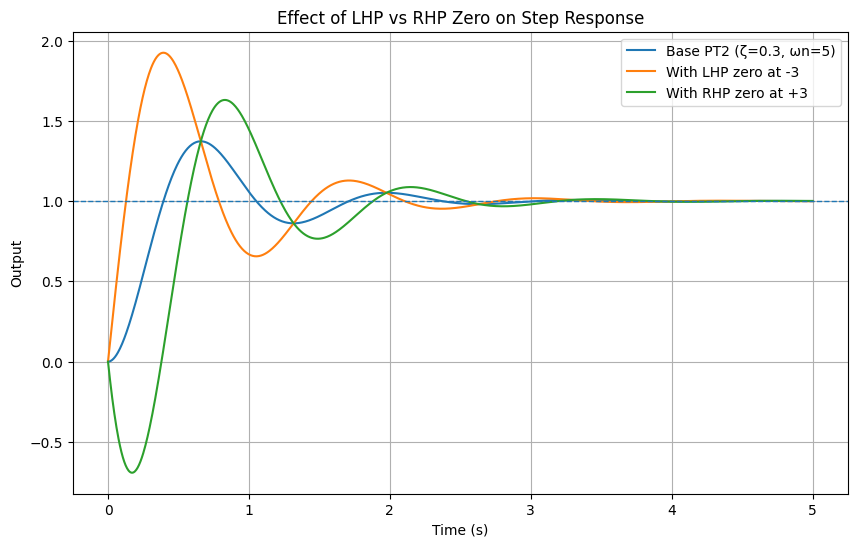 Effect of LHP vs RHP Zero on Step Response
Base PT2 (ζ=0.3, ωn=5)
With LHP zero at -3
With RHP zero at +3
2.0
1.5
1.0
0.5
0.0
−0.5
Output
0
1
2
3
4
5
Time (s)